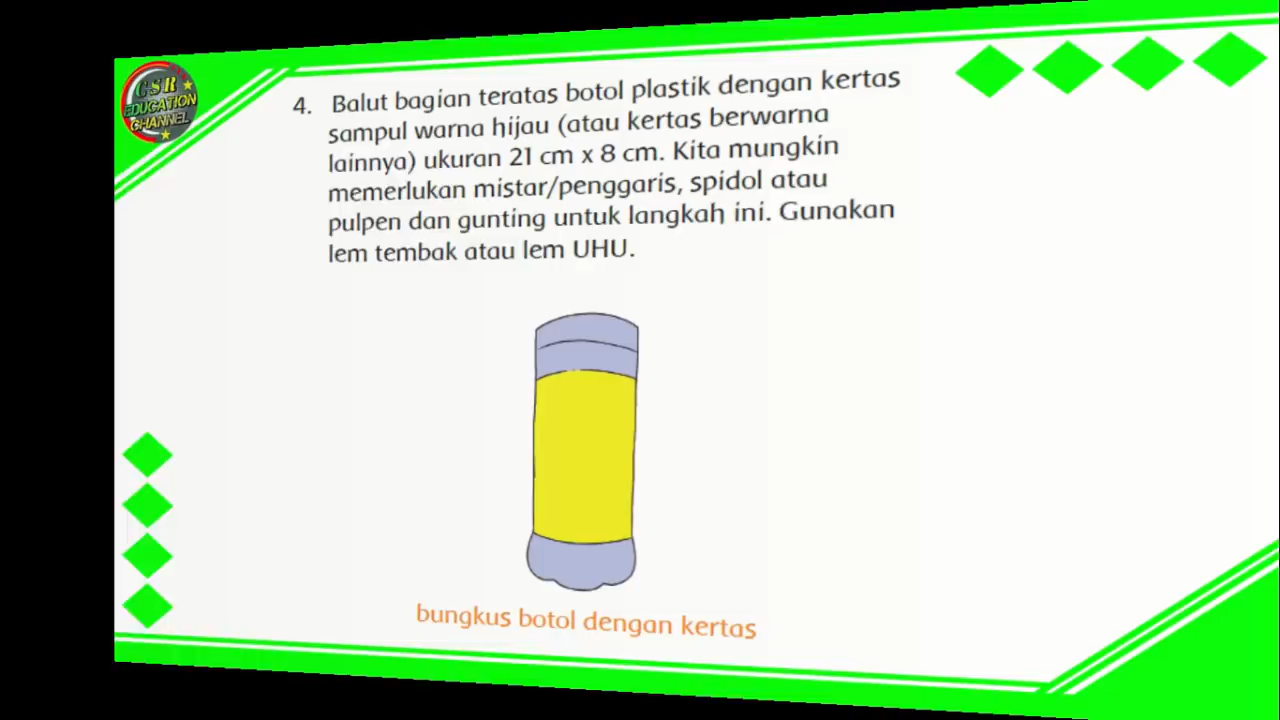 GSR
EDUCATION
CHANNEL
4. Balut bagian teratas botol plastik dengan kertas
sampul warna hijau (atau kertas berwarna
lainnya) ukuran 21 cm x 8 cm. Kita mungkin
memerlukan mistar/penggaris, spidol atau
pulpen dan gunting untuk langkah ini. Gunakan
lem tembak atau lem UHU.
bungkus botol dengan kertas